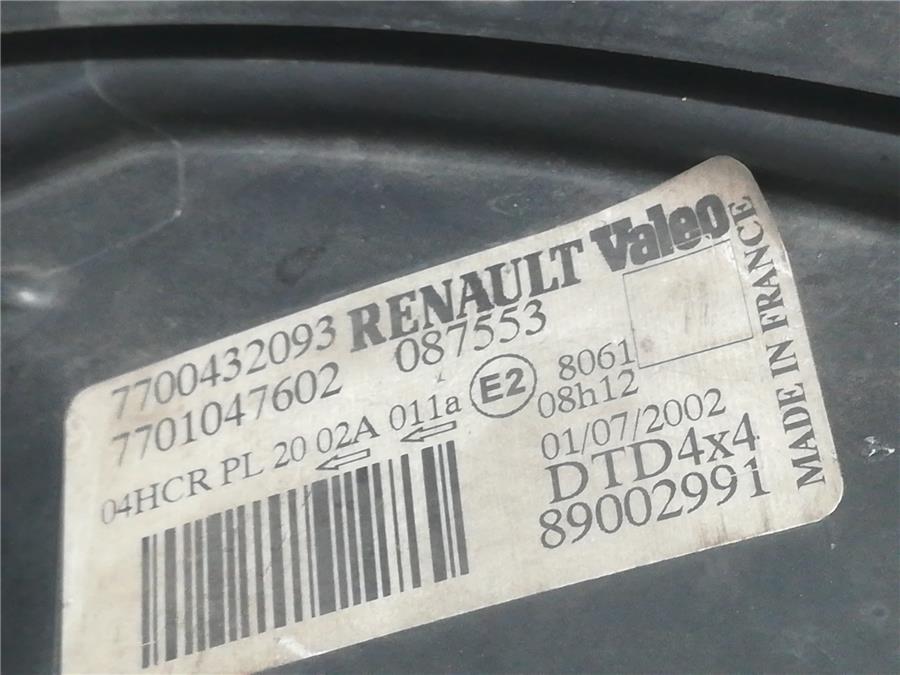 7700432093 RENAULT Valeo
7701047602 087553
04HCR PL 20 02A 011a E2 8061
08h12
01/07/2002
DTD4x4
89002991
MADE IN FRANCE